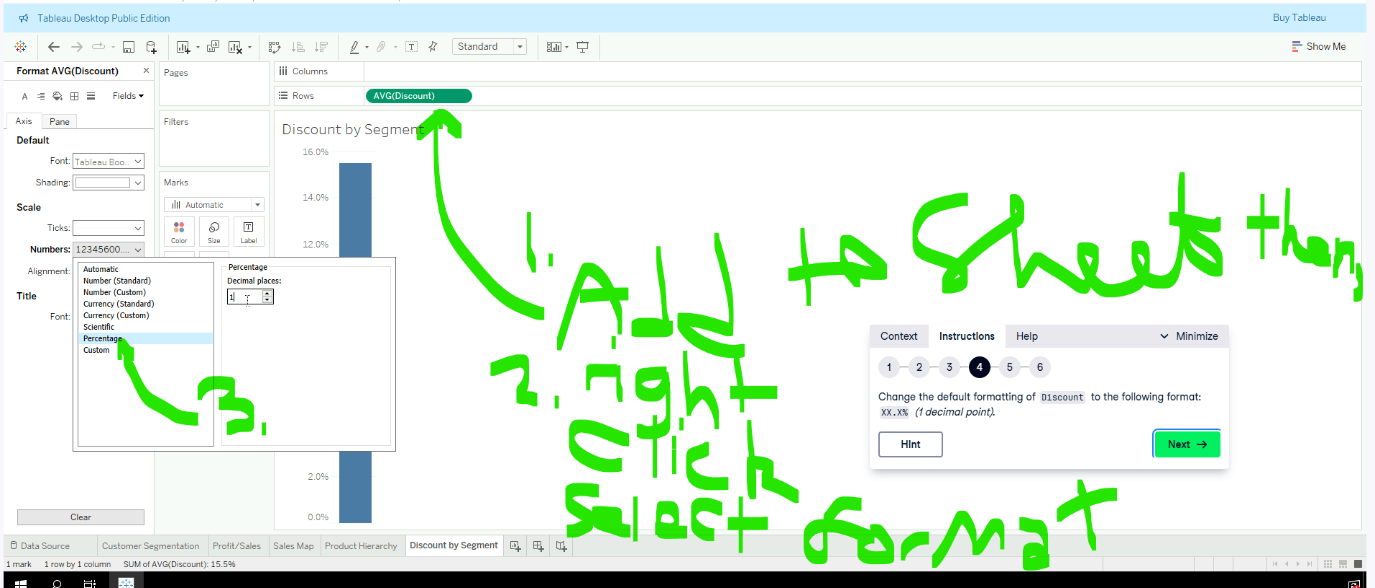 Tableau Desktop Public Edition
Buy Tableau
Standard
Show Me
Format AVG(Discount)
Fields
Axis
Pane
Default
Font:
Tableau Boo..
Shading:
Scale
Ticks:
Numbers:
12345600....
Alignment:
Title
Font:
Automatic
Number (Standard)
Number (Custom)
Currency (Standard)
Currency (Custom)
Scientific
Percentage
Custom
Percentage
Decimal places:
1
Clear
Pages
Filters
Marks
Automatic
Color
Size
Label
Columns
Rows
AVG(Discount)
Discount by Segment
16.0%
14.0%
12.0%
2.0%
0.0%
1. Add to Sheets then
2. right
click
Select format
3.
Context
Instructions
Help
Minimize
1 2 3 4 5 6
Change the default formatting of Discount to the following format:
XX.X% (1 decimal point).
HInt
Next →
Data Source
Customer Segmentation
Profit/Sales
Sales Map
Product Hierarchy
Discount by Segment
1 mark
1 row by 1 column
SUM of AVG(Discount): 15.5%